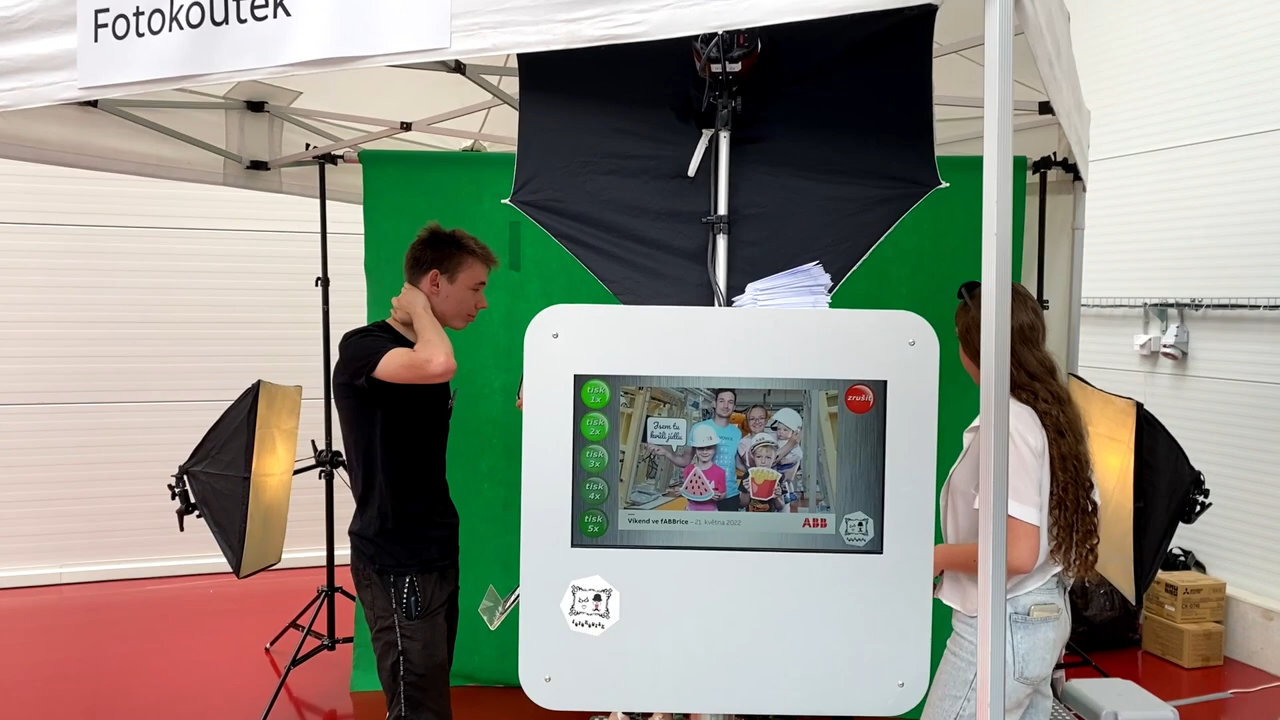 Fotokoutek
tisk
1x
tisk
2x
tisk
3x
tisk
4x
tisk
5x
zrušit
Jsem tu
kvůli jídlu
Víkend ve fABBrice – 21. května 2022
ABB